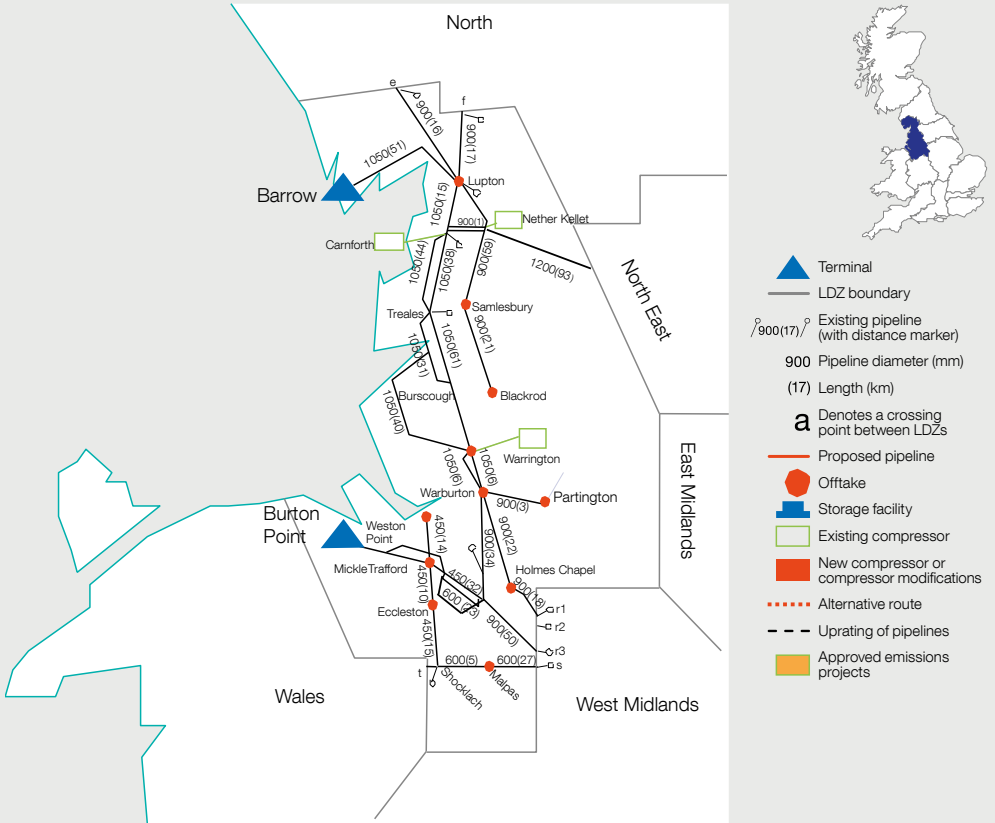 North
e
f
900(16)
900(17)
1050(51)
Lupton
Barrow
1050(15)
900(1)
Nether Kellet
Carnforth
1050(44)
1050(38)
900(59)
1200(93)
North East
Treales
Samlesbury
1050(61)
900(21)
1050(31)
Burscough
Blackrod
1050(40)
Warrington
1050(6)
1050(6)
Warburton
900(3)
Partington
East Midlands
Burton
Point
Weston
Point
450(14)
900(34)
900(22)
Mickle Trafford
Holmes Chapel
450(10)
450(32)
600 (23)
900(18)
r1
r2
Eccleston
450(15)
900(50)
r3
s
t
600(5)
600(27)
Shocklach
Malpas
Wales
West Midlands
Terminal
LDZ boundary
900(17)
Existing pipeline
(with distance marker)
900
Pipeline diameter (mm)
(17)
Length (km)
a
Denotes a crossing
point between LDZs
Proposed pipeline
Offtake
Storage facility
Existing compressor
New compressor or
compressor modifications
Alternative route
Uprating of pipelines
Approved emissions
projects